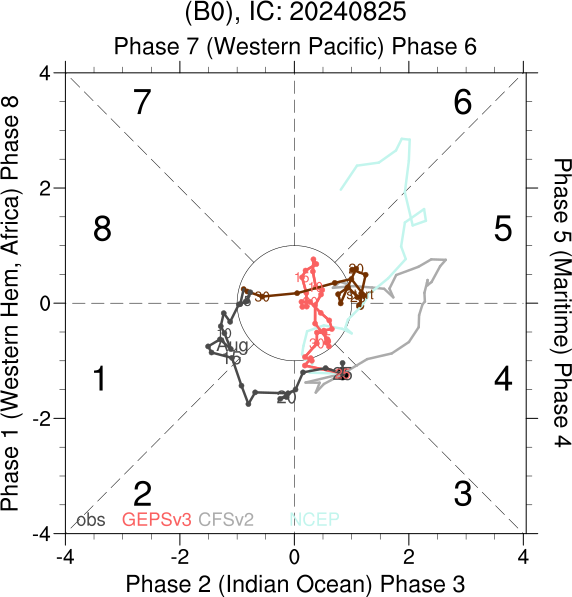 (B0), IC: 20240825
Phase 7 (Western Pacific) Phase 6
Phase 1 (Western Hem, Africa) Phase 8
Phase 5 (Maritime) Phase 4
4
2
0
-2
-4
7
6
8
5
1
4
2
3
30
start
Aug
10
15
20
25
obs
GEPSv3
CFSv2
NCEP
-4
-2
0
2
4
Phase 2 (Indian Ocean) Phase 3